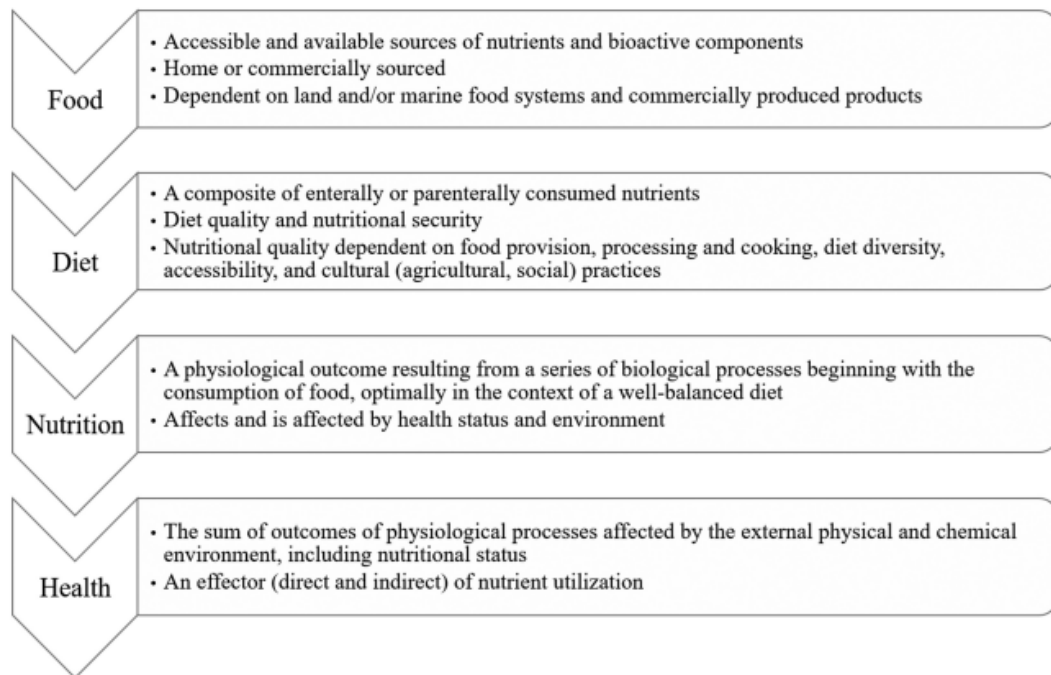 Food
• Accessible and available sources of nutrients and bioactive components
• Home or commercially sourced
• Dependent on land and/or marine food systems and commercially produced products
Diet
• A composite of enterally or parenterally consumed nutrients
• Diet quality and nutritional security
• Nutritional quality dependent on food provision, processing and cooking, diet diversity,
accessibility, and cultural (agricultural, social) practices
Nutrition
• A physiological outcome resulting from a series of biological processes beginning with the
consumption of food, optimally in the context of a well-balanced diet
• Affects and is affected by health status and environment
Health
• The sum of outcomes of physiological processes affected by the external physical and chemical
environment, including nutritional status
• An effector (direct and indirect) of nutrient utilization